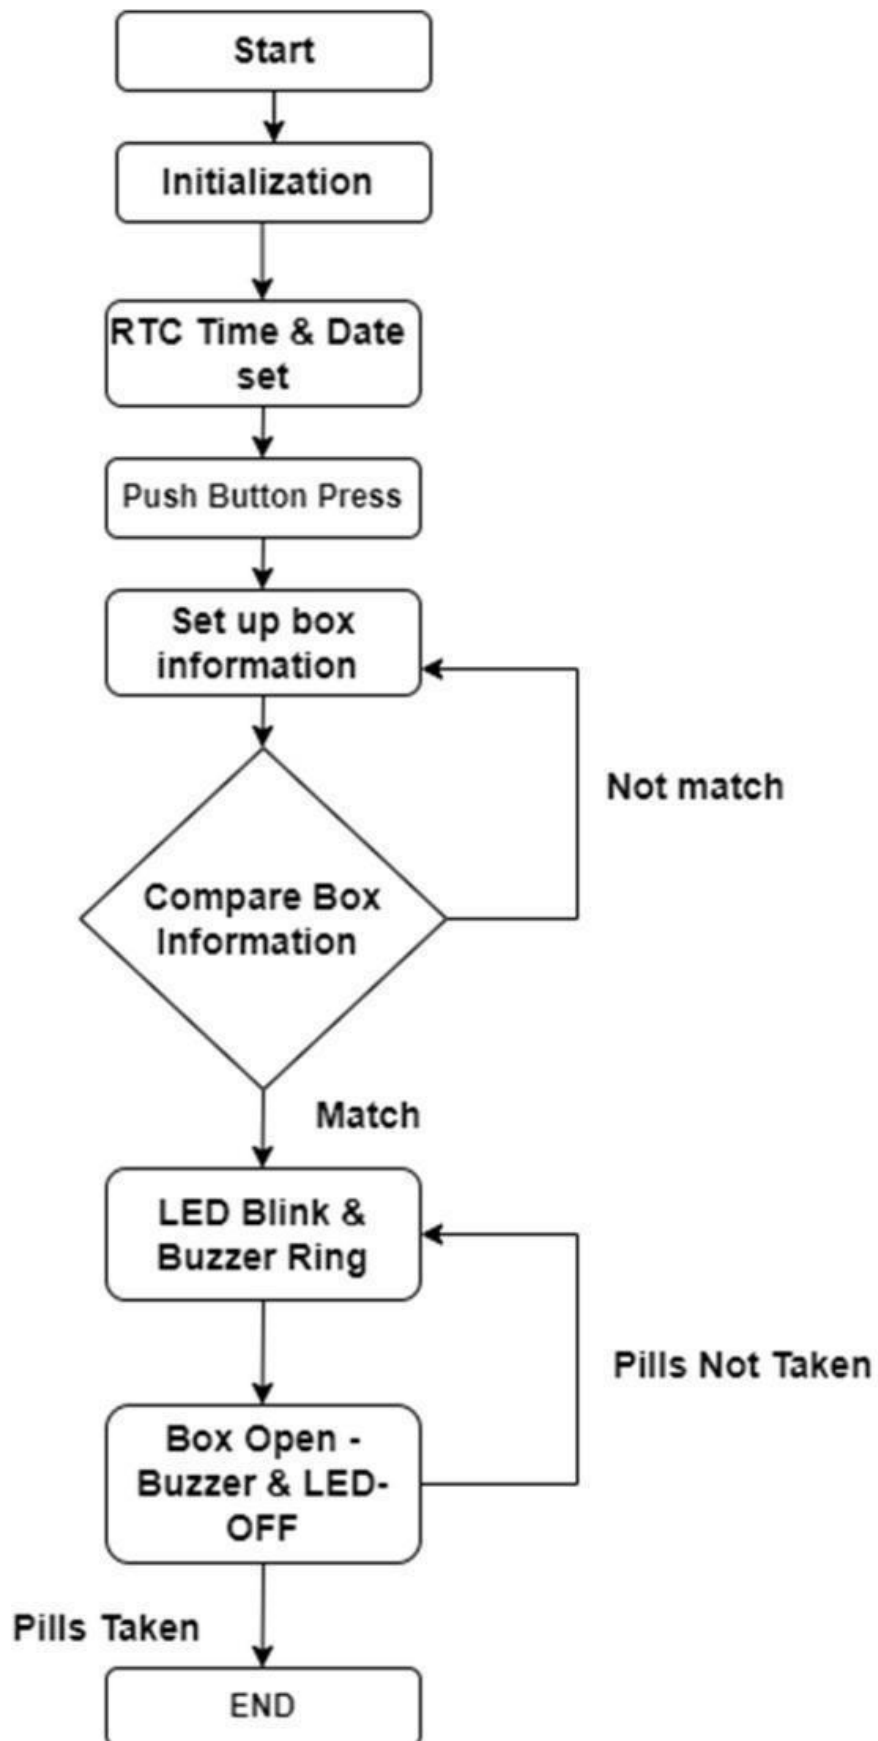 Start
Initialization
RTC Time & Date
set
Push Button Press
Set up box
information
Not match
Compare Box
Information
Match
LED Blink &
Buzzer Ring
Pills Not Taken
Box Open -
Buzzer & LED-
OFF
Pills Taken
END